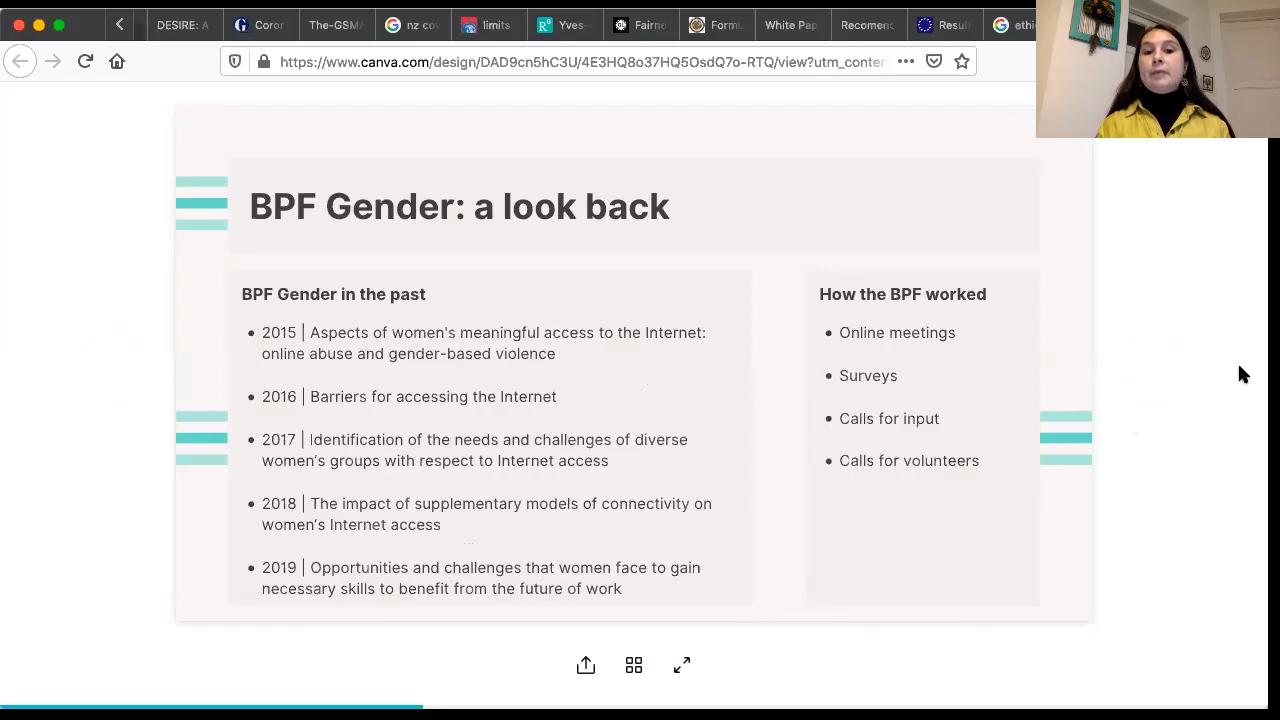 DESIRE: A
Coror
The-GSMA
nz cov
limits
Yves-
Fairne
Formu
White Pap
Recomend
Result
ethic
https://www.canva.com/design/DAD9cn5hC3U/4E3HQ8o37HQ5OsdQ7o-RTQ/view?utm_conten
BPF Gender: a look back
BPF Gender in the past
• 2015 | Aspects of women's meaningful access to the Internet:
online abuse and gender-based violence
• 2016 | Barriers for accessing the Internet
• 2017 | Identification of the needs and challenges of diverse
women's groups with respect to Internet access
• 2018 | The impact of supplementary models of connectivity on
women's Internet access
• 2019 | Opportunities and challenges that women face to gain
necessary skills to benefit from the future of work
How the BPF worked
• Online meetings
• Surveys
• Calls for input
• Calls for volunteers